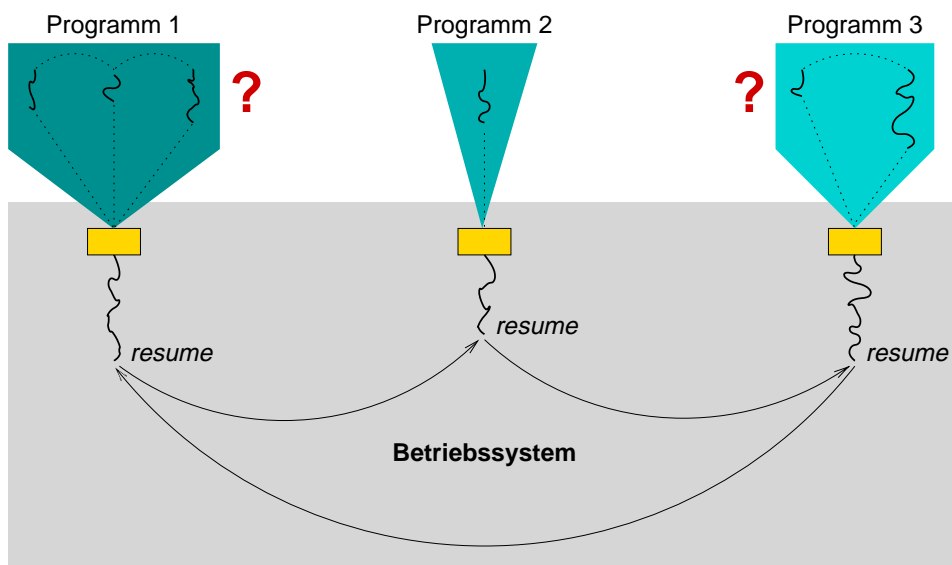 Programm 1
Programm 2
Programm 3
?
?
resume
resume
resume
Betriebssystem